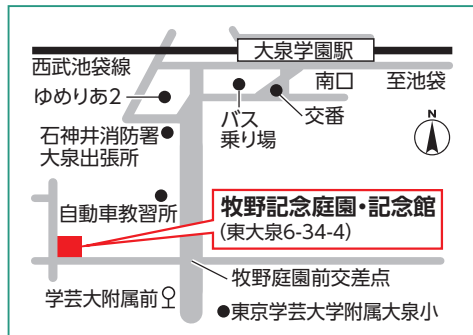 大泉学園駅
西武池袋線
南口
至池袋
ゆめりあ2
バス
乗り場
交番
N
石神井消防署
大泉出張所
自動車教習所
牧野記念庭園・記念館
(東大泉6-34-4)
牧野庭園前交差点
学芸大附属前
●東京学芸大学附属大泉小